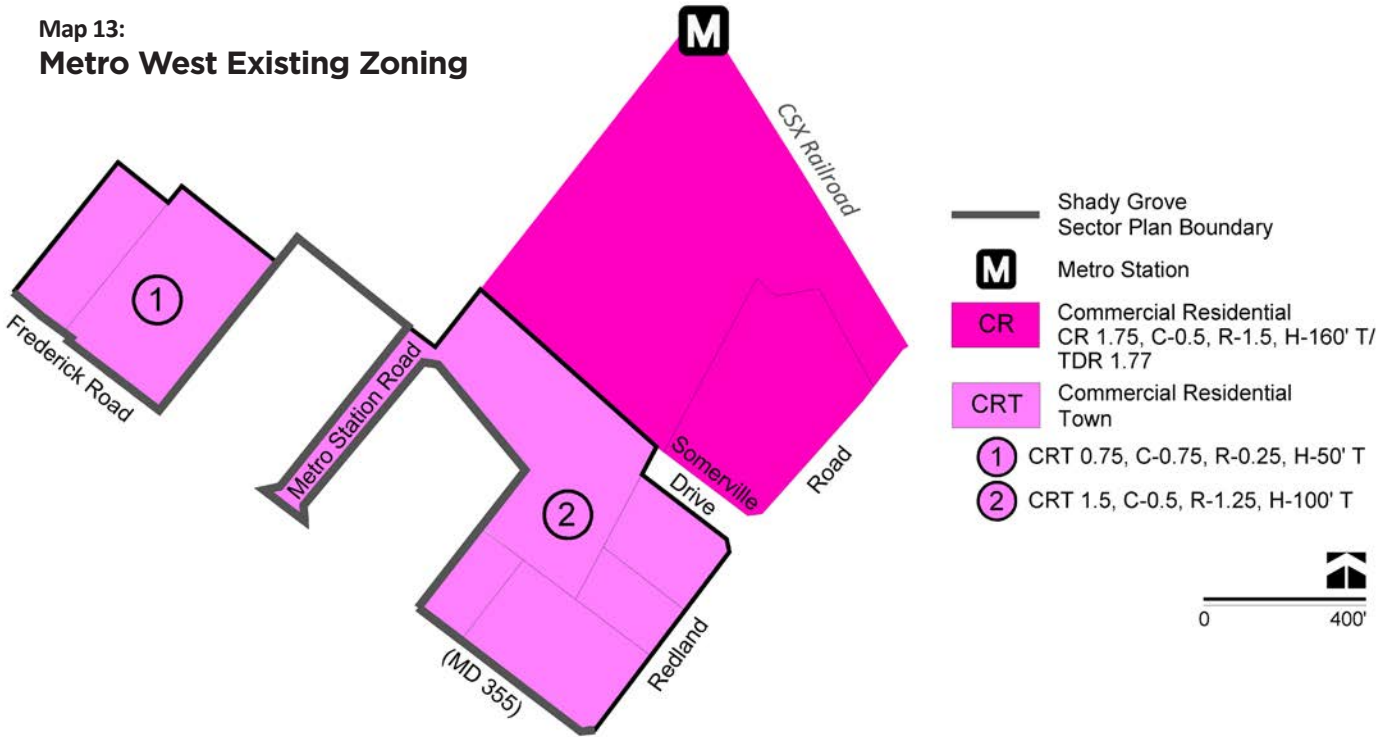 Map 13:
Metro West Existing Zoning
M
CSX Railroad
1
Frederick Road
Metro Station Road
Somerville
Drive
Road
2
Redland
(MD 355)
Shady Grove
Sector Plan Boundary
M
Metro Station
CR
Commercial Residential
CR 1.75, C-0.5, R-1.5, H-160' T/
TDR 1.77
CRT
Commercial Residential
Town
1 CRT 0.75, C-0.75, R-0.25, H-50' T
2 CRT 1.5, C-0.5, R-1.25, H-100' T
0 400'